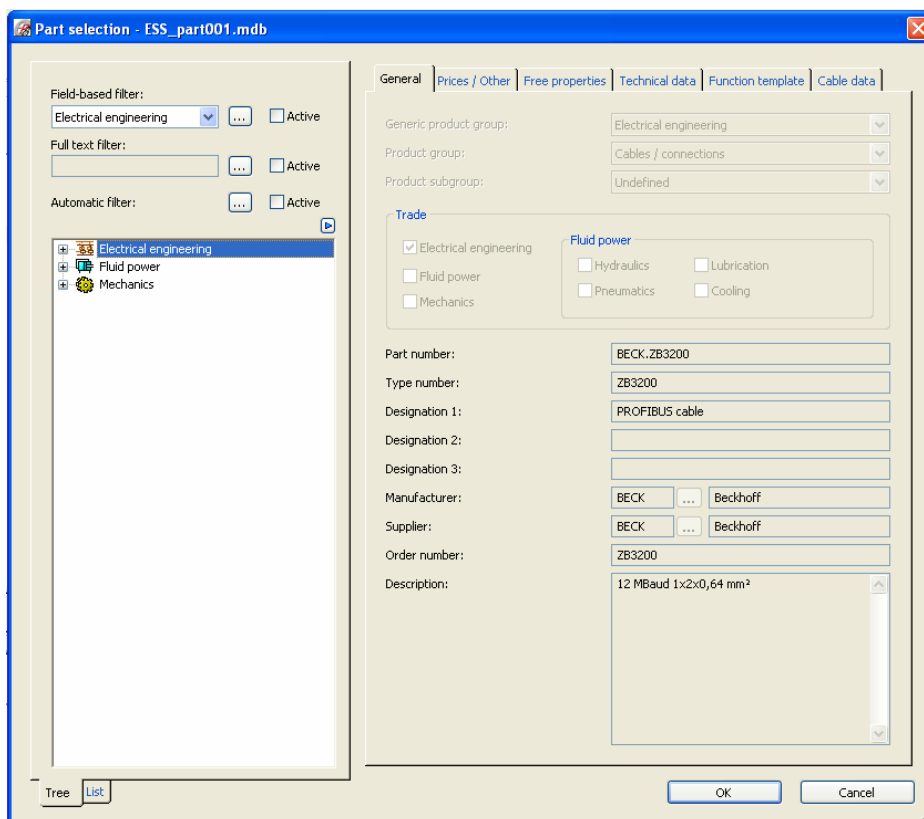 Part selection - ESS_part001.mdb
Field-based filter:
Electrical engineering ... Active
Full text filter:
... Active
Automatic filter: ... Active
Electrical engineering
Fluid power
Mechanics
Tree List
General Prices / Other Free properties Technical data Function template Cable data
Generic product group: Electrical engineering
Product group: Cables / connections
Product subgroup: Undefined
Trade
Electrical engineering
Fluid power
Mechanics
Fluid power
Hydraulics Lubrication
Pneumatics Cooling
Part number: BECK.ZB3200
Type number: ZB3200
Designation 1: PROFIBUS cable
Designation 2:
Designation 3:
Manufacturer: BECK ... Beckhoff
Supplier: BECK ... Beckhoff
Order number: ZB3200
Description: 12 MBaud 1x2x0,64 mm²
OK Cancel